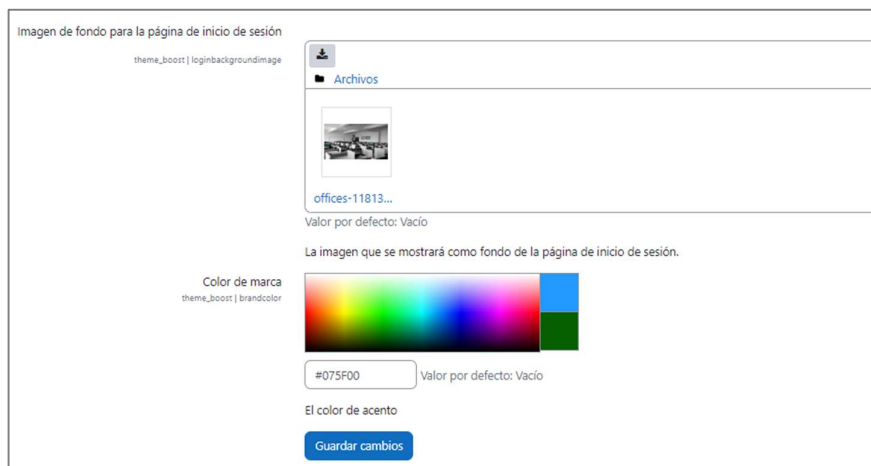 Imagen de fondo para la página de inicio de sesión
theme_boost | loginbackgroundimage
Archivos
offices-11813...
Valor por defecto: Vacío
La imagen que se mostrará como fondo de la página de inicio de sesión.
Color de marca
theme_boost | brandcolor
#075F00
Valor por defecto: Vacío
El color de acento
Guardar cambios